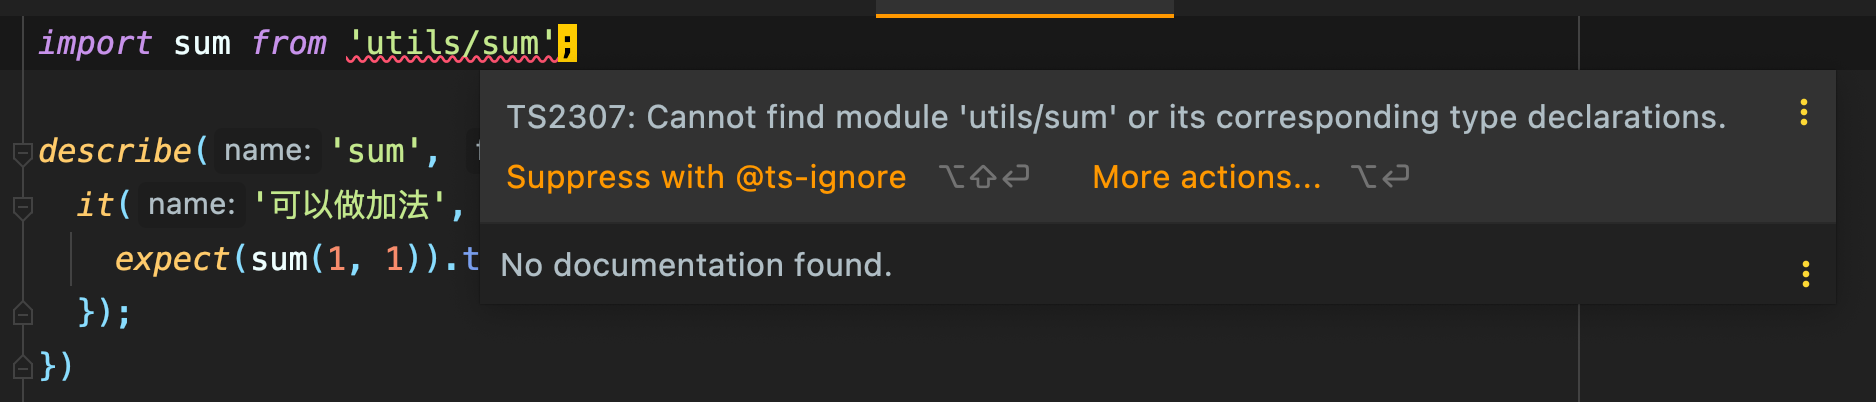 import sum from 'utils/sum';
TS2307: Cannot find module 'utils/sum' or its corresponding type declarations.
Suppress with @ts-ignore ⌥⇧⏎ More actions... ⌥⏎
No documentation found.
describe( name: 'sum',
it( name: '可以做加法',
expect(sum(1, 1)).t
});
})